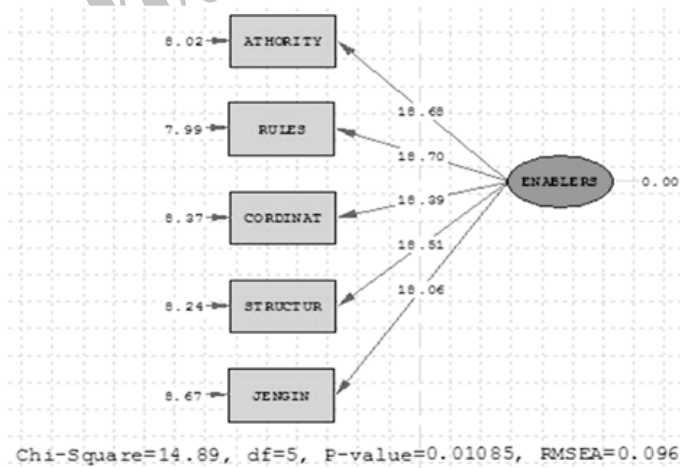 8.02 ATHORITY
18.68
7.99 RULES
18.70
ENABLERS 0.00
8.37 CORDINAT
18.39
18.51
8.24 STRUCTUR
18.06
8.67 JENGIN
Chi-Square=14.89, df=5, P-value=0.01085, RMSEA=0.096